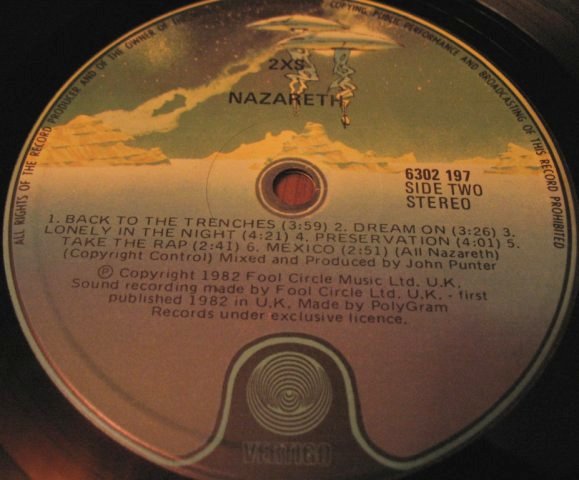 ALL RIGHTS OF THE RECORD PRODUCER AND OF THE OWNER OF THE
COPYING, PUBLIC PERFORMANCE AND BROADCASTING OF THIS RECORD PROHIBITED
2XS
NAZARETH
6302 197
SIDE TWO
STEREO
1. BACK TO THE TRENCHES (3:59) 2. DREAM ON (3:26) 3.
LONELY IN THE NIGHT (4:21) 4. PRESERVATION (4:01) 5.
TAKE THE RAP (2:41) 6. MEXICO (2:51) (All Nazareth)
(Copyright Control) Mixed and Produced by John Punter
Ⓟ Copyright 1982 Fool Circle Music Ltd. U.K.
Sound recording made by Fool Circle Ltd. U.K. - first
published 1982 in U.K. Made by PolyGram
Records under exclusive licence.
VERTIGO